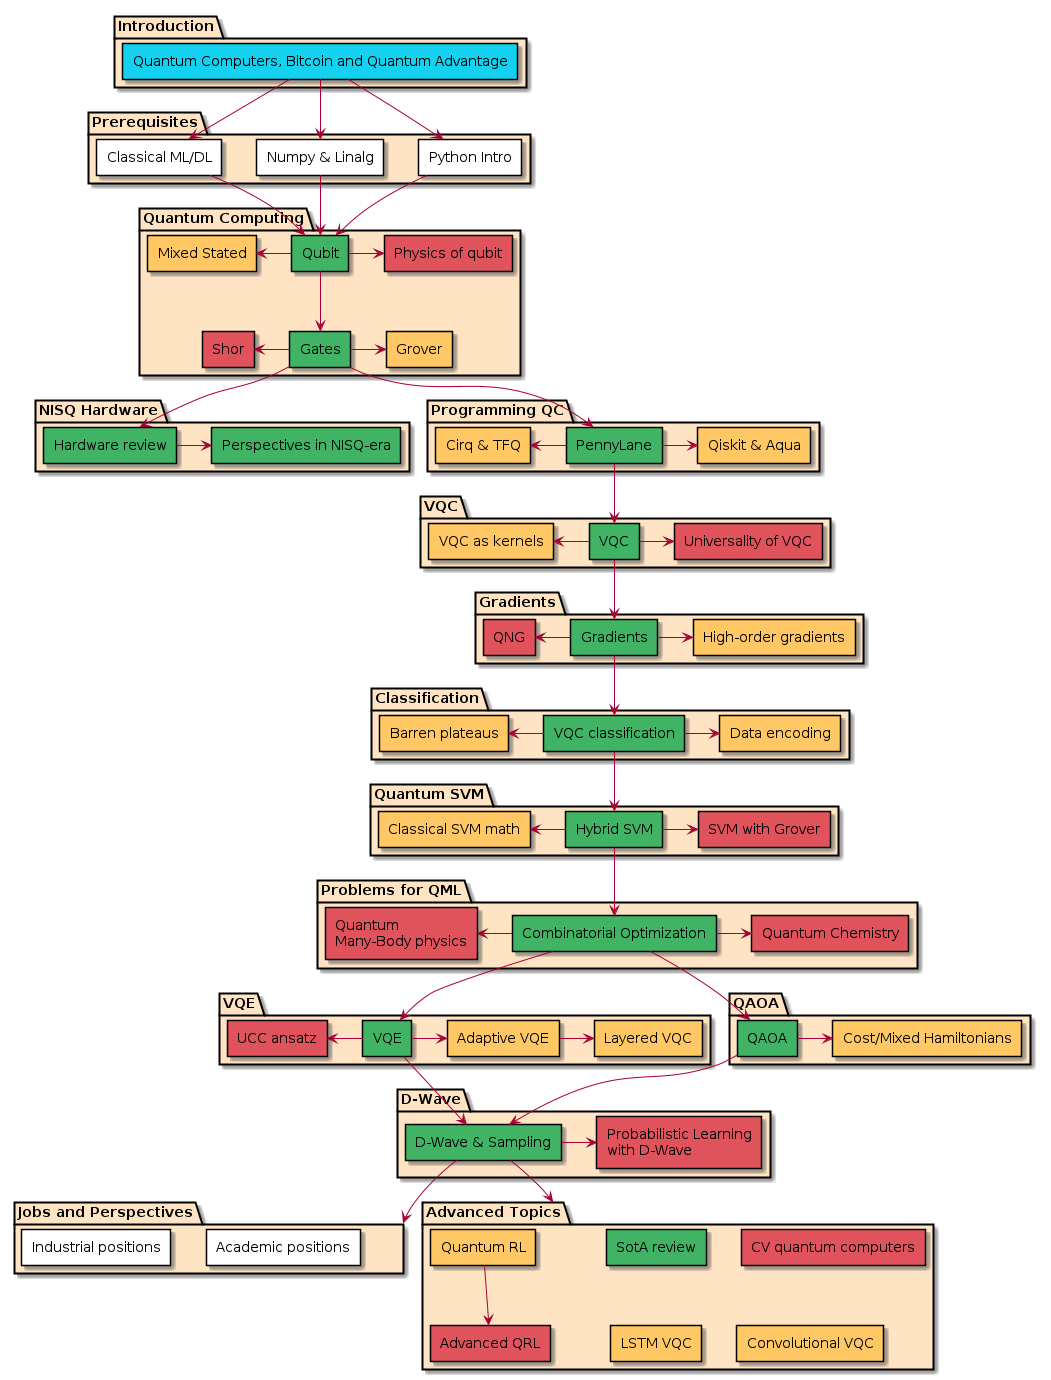 Introduction
Quantum Computers, Bitcoin and Quantum Advantage
Prerequisites
Classical ML/DL
Numpy & Linalg
Python Intro
Quantum Computing
Mixed Stated
Qubit
Physics of qubit
Shor
Gates
Grover
NISQ Hardware
Hardware review
Perspectives in NISQ-era
Programming QC
Cirq & TFQ
PennyLane
Qiskit & Aqua
VQC
VQC as kernels
VQC
Universality of VQC
Gradients
QNG
Gradients
High-order gradients
Classification
Barren plateaus
VQC classification
Data encoding
Quantum SVM
Classical SVM math
Hybrid SVM
SVM with Grover
Problems for QML
Quantum
Many-Body physics
Combinatorial Optimization
Quantum Chemistry
VQE
UCC ansatz
VQE
Adaptive VQE
Layered VQC
QAOA
QAOA
Cost/Mixed Hamiltonians
D-Wave
D-Wave & Sampling
Probabilistic Learning
with D-Wave
Jobs and Perspectives
Industrial positions
Academic positions
Advanced Topics
Quantum RL
SotA review
CV quantum computers
Advanced QRL
LSTM VQC
Convolutional VQC